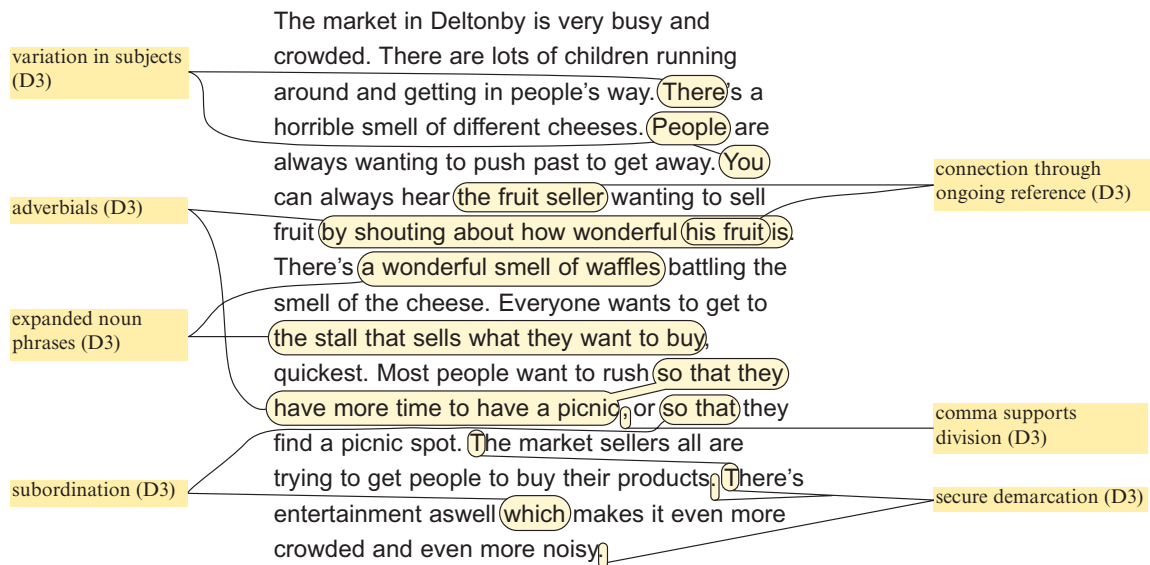 The market in Deltonby is very busy and
crowded. There are lots of children running
around and getting in people's way. There's a
horrible smell of different cheeses. People are
always wanting to push past to get away. You
can always hear the fruit seller wanting to sell
fruit by shouting about how wonderful his fruit is.
There's a wonderful smell of waffles battling the
smell of the cheese. Everyone wants to get to
the stall that sells what they want to buy,
quickest. Most people want to rush so that they
have more time to have a picnic, or so that they
find a picnic spot. The market sellers all are
trying to get people to buy their products. There's
entertainment aswell which makes it even more
crowded and even more noisy.
variation in subjects
(D3)
adverbials (D3)
expanded noun
phrases (D3)
subordination (D3)
connection through
ongoing reference (D3)
comma supports
division (D3)
secure demarcation (D3)